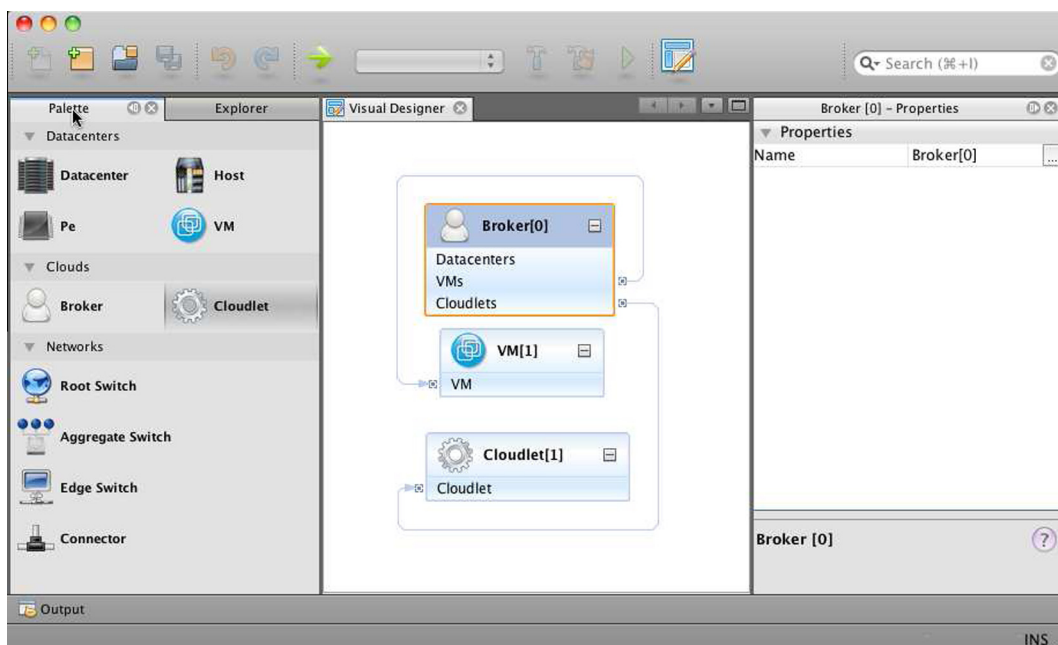 Search (⌘+I)
Palette
Explorer
Visual Designer
Broker [0] – Properties
Datacenters
Datacenter
Host
Pe
VM
Clouds
Broker
Cloudlet
Networks
Root Switch
Aggregate Switch
Edge Switch
Connector
Broker[0]
Datacenters
VMs
Cloudlets
VM[1]
VM
Cloudlet[1]
Cloudlet
Properties
Name Broker[0] ...
Broker [0]
?
Output
INS